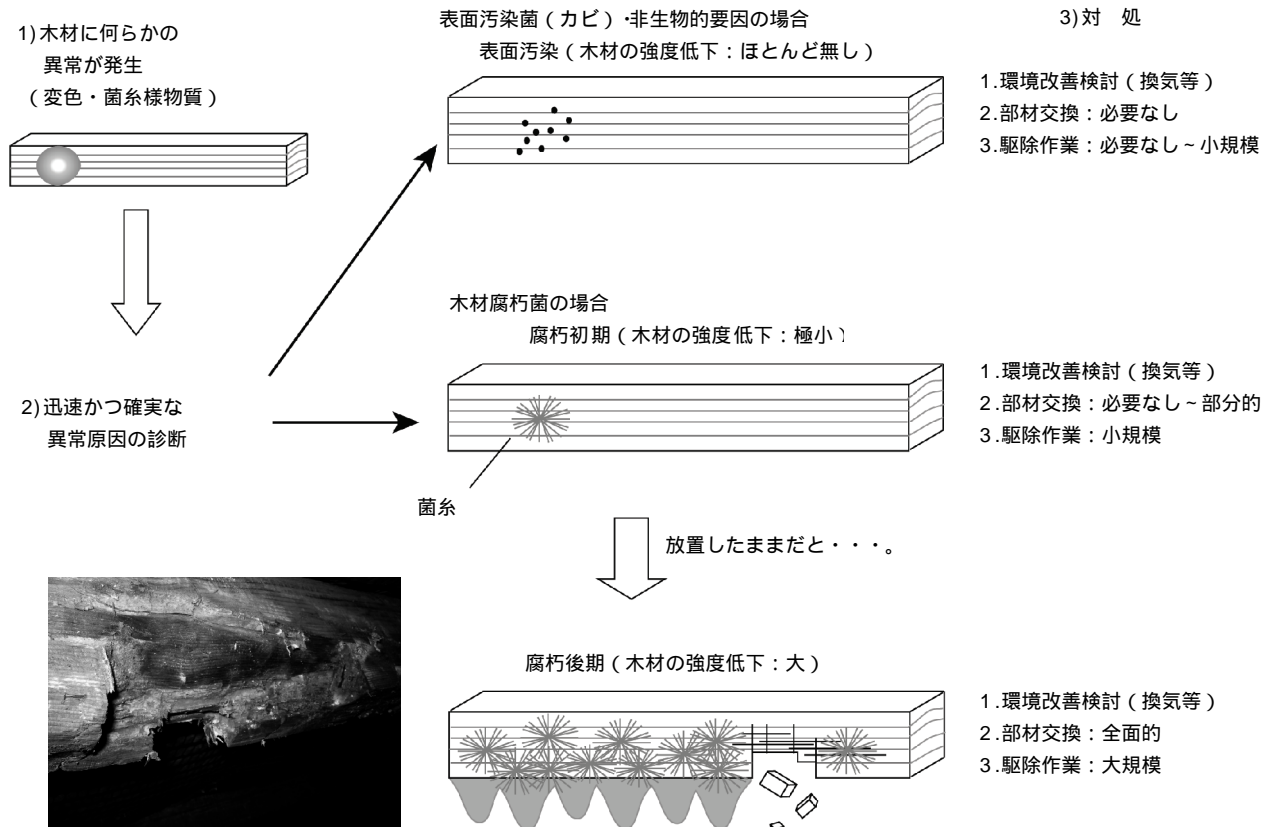 1)木材に何らかの
異常が発生
（変色・菌糸様物質）
2)迅速かつ確実な
異常原因の診断
表面汚染菌（カビ）・非生物的要因の場合
表面汚染（木材の強度低下：ほとんど無し）
木材腐朽菌の場合
腐朽初期（木材の強度低下：極小）
菌糸
放置したままだと・・・。
腐朽後期（木材の強度低下：大）
3)対　処
1.環境改善検討（換気等）
2.部材交換：必要なし
3.駆除作業：必要なし~小規模
1.環境改善検討（換気等）
2.部材交換：必要なし~部分的
3.駆除作業：小規模
1.環境改善検討（換気等）
2.部材交換：全面的
3.駆除作業：大規模